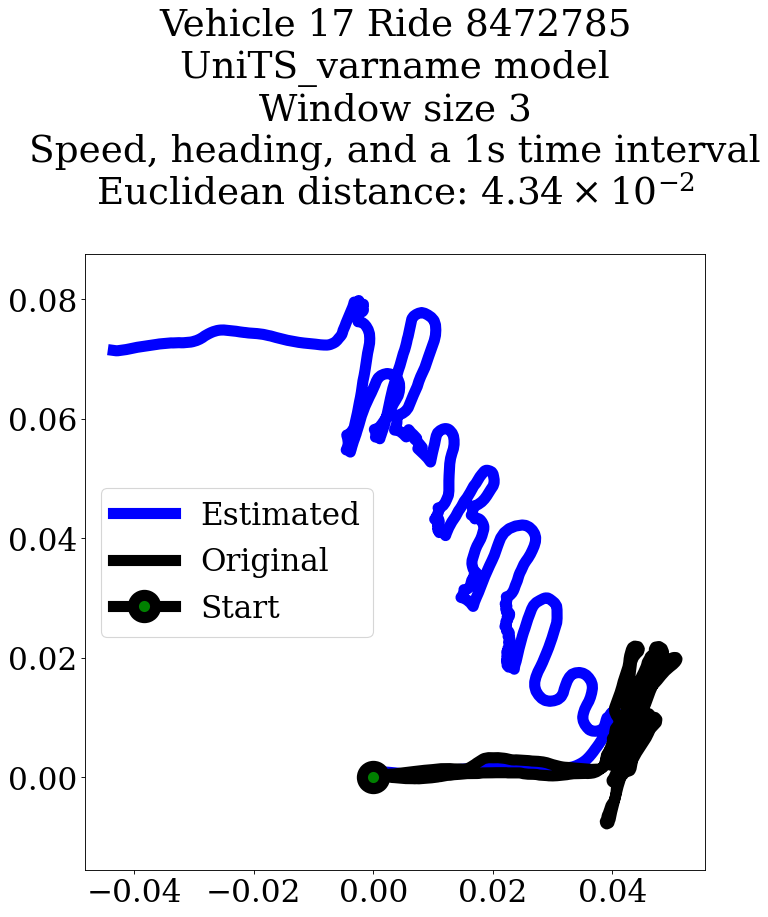 Vehicle 17 Ride 8472785
UniTS_varname model
Window size 3
Speed, heading, and a 1s time interval
Euclidean distance: 4.34 × 10⁻²
0.08
0.06
0.04
0.02
0.00
Estimated
Original
Start
−0.04 −0.02 0.00 0.02 0.04